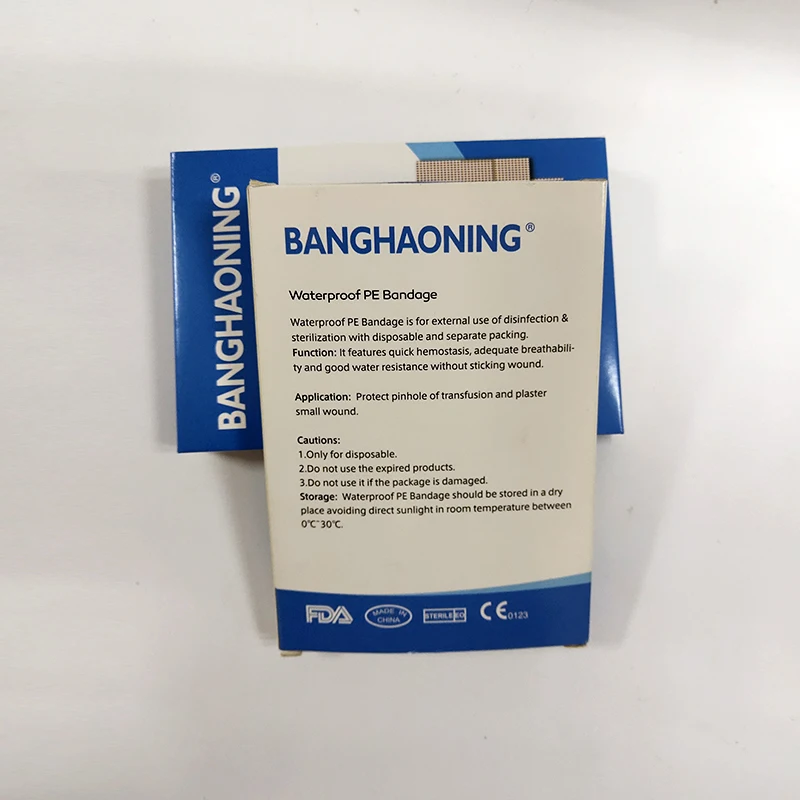 BANGHAONING®
BANGHAONING®
Waterproof PE Bandage
Waterproof PE Bandage is for external use of disinfection &
sterilization with disposable and separate packing.
Function: It features quick hemostasis, adequate breathabili-
ty and good water resistance without sticking wound.
Application: Protect pinhole of transfusion and plaster
small wound.
Cautions:
1.Only for disposable.
2.Do not use the expired products.
3.Do not use it if the package is damaged.
Storage: Waterproof PE Bandage should be stored in a dry
place avoiding direct sunlight in room temperature between
0℃~30℃.
FDA
MADE IN
CHINA
STERILE EO
CE 0123